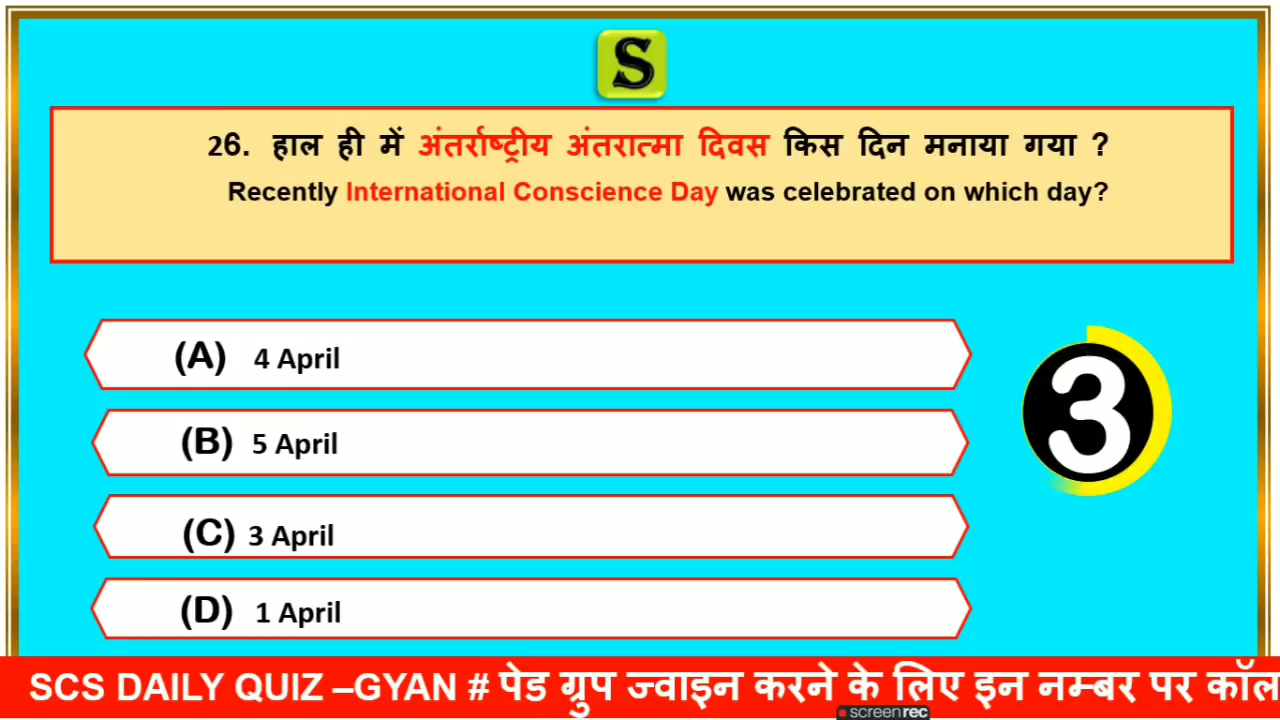 S
26. हाल ही में अंतर्राष्ट्रीय अंतरात्मा दिवस किस दिन मनाया गया ?
Recently International Conscience Day was celebrated on which day?
(A) 4 April
3
(B) 5 April
(C) 3 April
(D) 1 April
SCS DAILY QUIZ –GYAN # पेड ग्रुप ज्वाइन करने के लिए इन नम्बर पर कॉल
screenrec